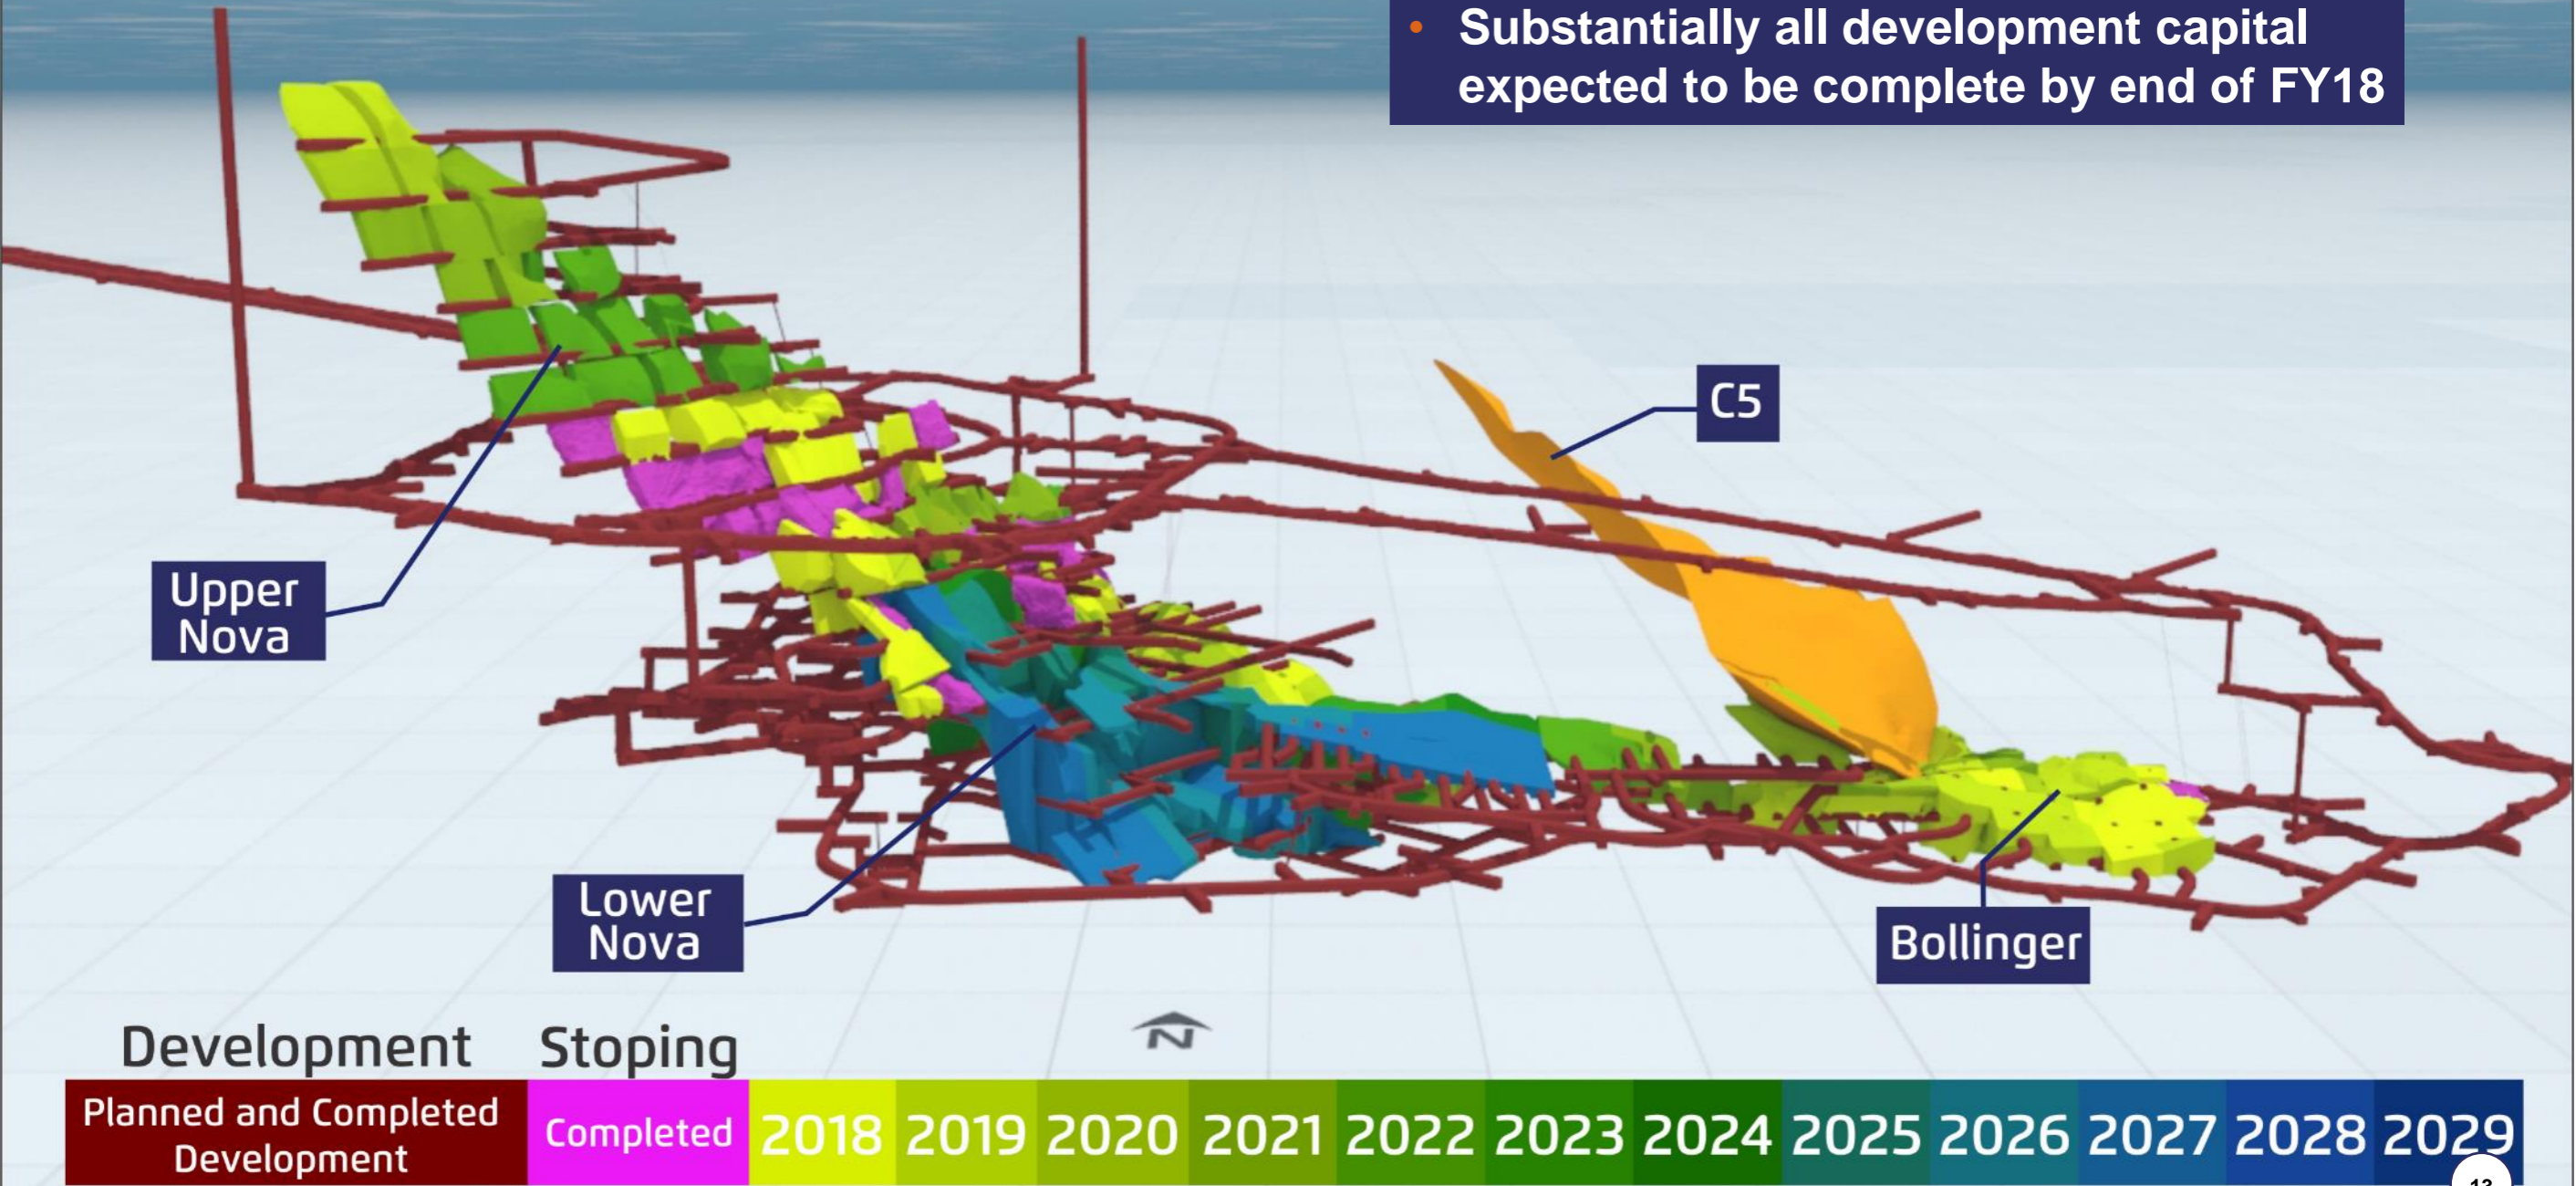 • Substantially all development capital
expected to be complete by end of FY18
C5
Upper
Nova
Lower
Nova
Bollinger
N
Development Stoping
Planned and Completed
Development
Completed 2018 2019 2020 2021 2022 2023 2024 2025 2026 2027 2028 2029